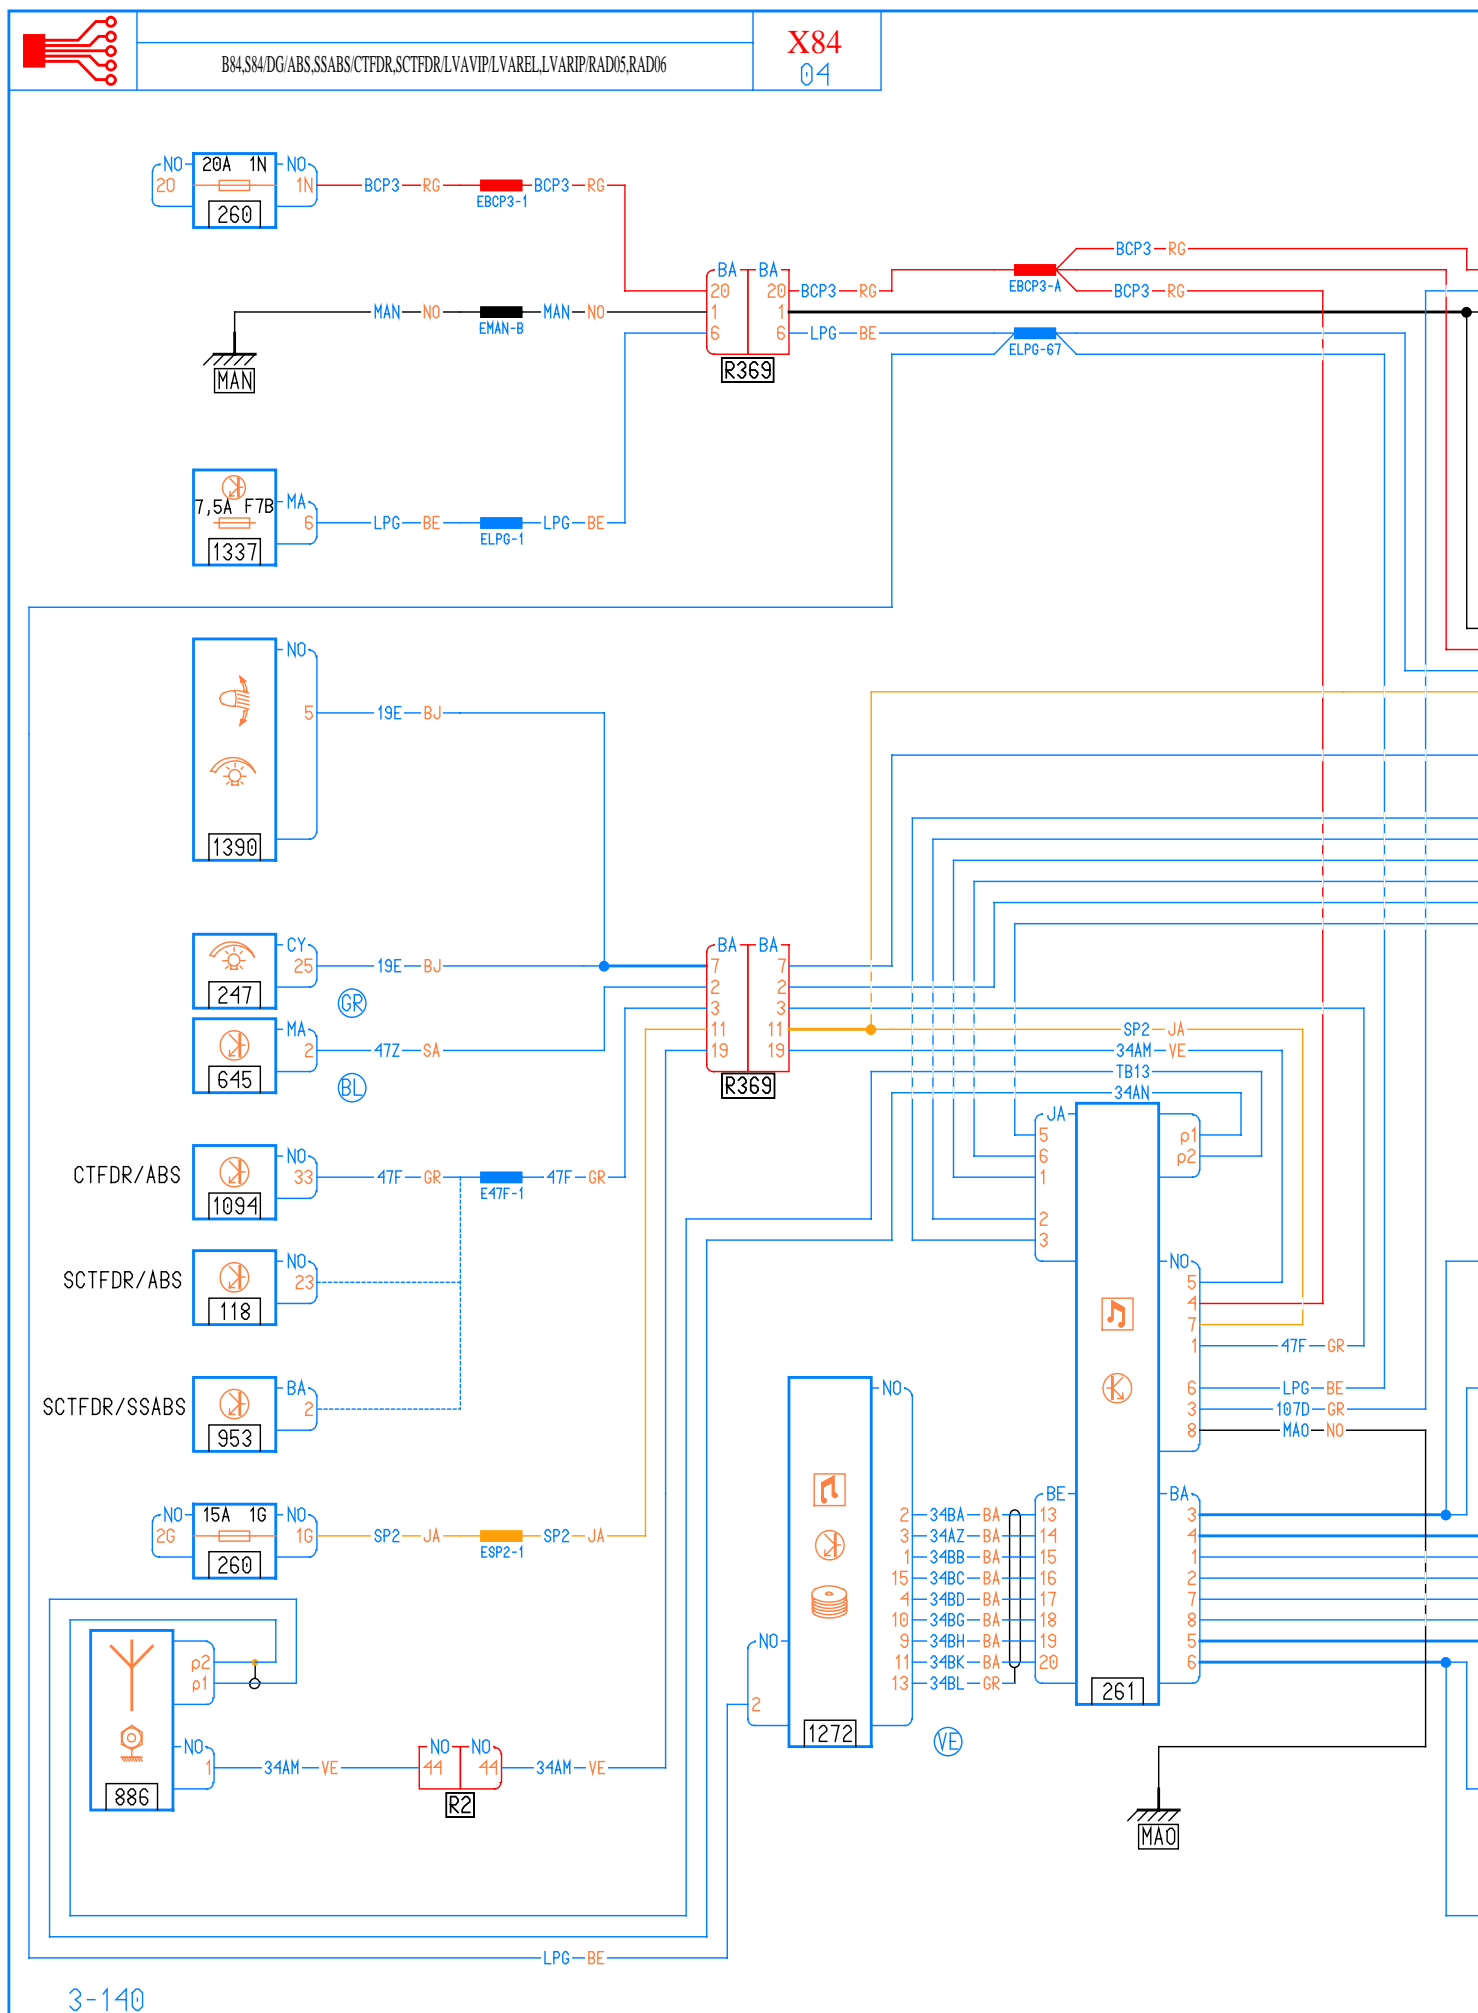 X84
B84,S84/DG/ABS,SSABS/CTFDR,SCTFDR/LVAVIP/LVAREL,LVARIP/RAD05,RAD06
04
NO 20A 1N NO
20 1N BCP3 RG BCP3 RG
EBCP3-1
260
BCP3 RG
BA BA
20 20 BCP3 RG BCP3 RG
EBCP3-A
MAN NO MAN NO 1 1
EMAN-B
6 6 LPG BE
ELPG-67
MAN
R369
7,5A F7B MA
6 LPG BE LPG BE
ELPG-1
1337
NO
5 19E BJ
1390
CY BA BA
25 19E BJ 7 7
247 GR
2 2
3 3
MA 11 11 SP2 JA
2 47Z SA 19 19 34AM VE
645 BL
R369
TB13
34AN
JA
5 p1
6 p2
CTFDR/ABS NO
33 47F GR 47F GR 1
E47F-1
1094
2
3
SCTFDR/ABS NO NO
23 5
118
4
7
1 47F GR
SCTFDR/SSABS BA NO
2 6 LPG BE
3 107D GR
953
8 MAO NO
NO 15A 1G NO BE BA
2G 1G SP2 JA SP2 JA
ESP2-1
260
2 34BA BA 13 3
3 34AZ BA 14 4
1 34BB BA 15 1
15 34BC BA 16 2
4 34BD BA 17 7
10 34BG BA 18 8
NO 9 34BH BA 19 5
p2 11 34BK BA 20 6
p1 13 34BL GR
261
2
1272 VE
NO NO NO
1 34AM VE 44 44 34AM VE
886
R2
MAO
LPG BE
3-140